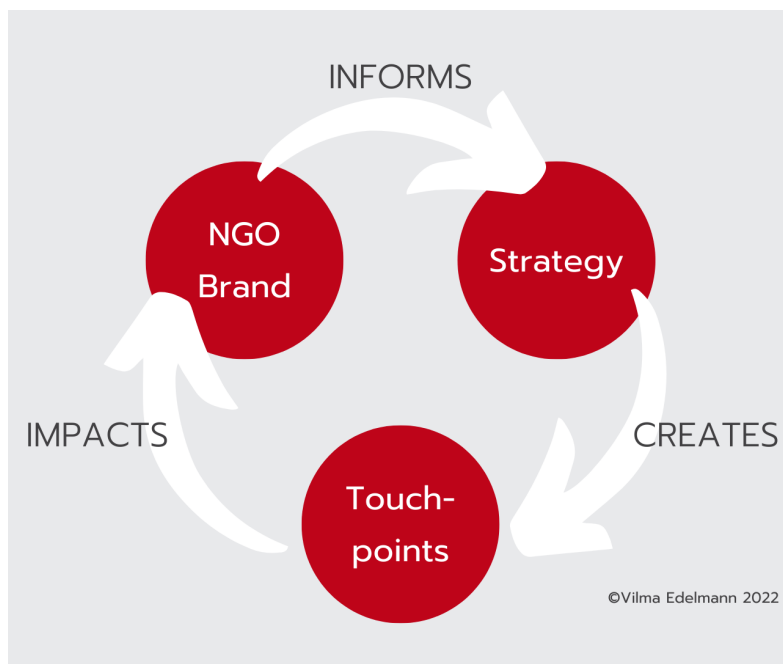 INFORMS
NGO
Brand
Strategy
IMPACTS
CREATES
Touch-
points
©Vilma Edelmann 2022